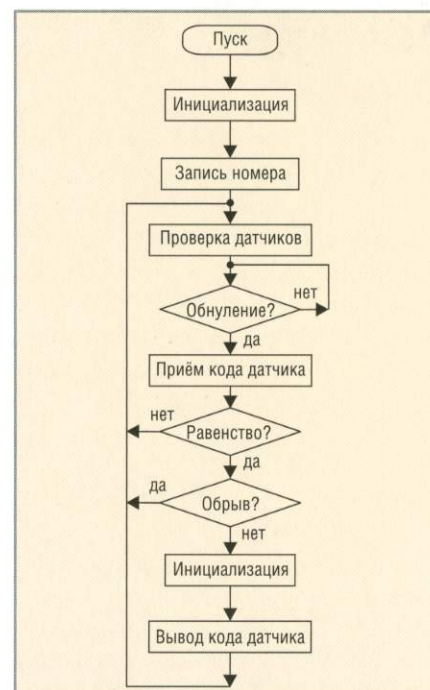 Пуск
Инициализация
Запись номера
Проверка датчиков
нет
Обнуление?
да
Приём кода датчика
нет
Равенство?
да
да
Обрыв?
нет
Инициализация
Вывод кода датчика